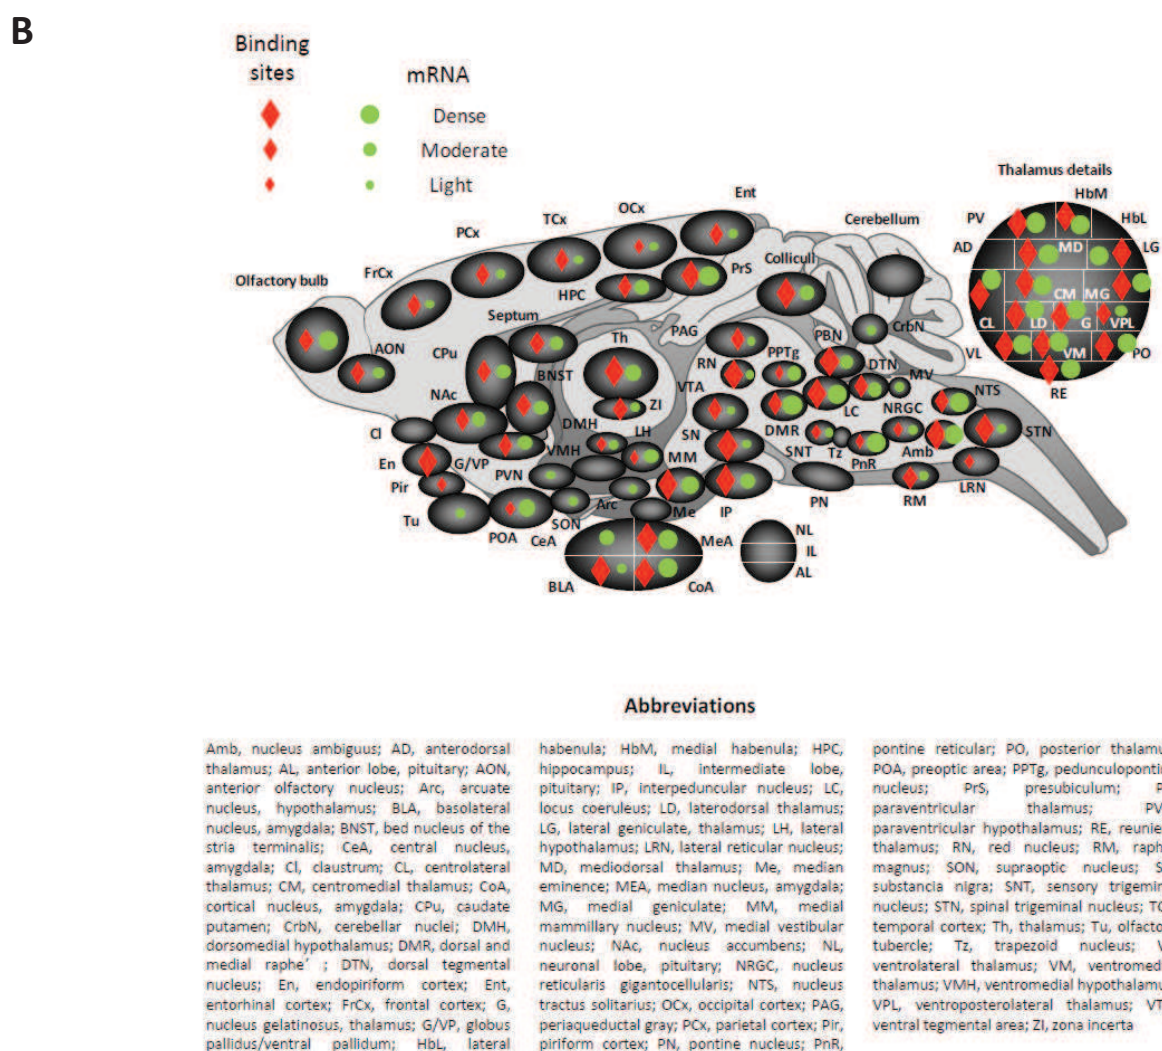 B
Binding
sites
mRNA
Dense
Moderate
Light
Thalamus details
HbM
PV
HbL
AD
MD
LG
CM
MG
CL
LD
G
VPL
VL
VM
PO
RE
Ent
OCx
TCx
PCx
FrCx
Cerebellum
Olfactory bulb
HPC
PrS
Colliculi
Septum
PAG
PBN
CrbN
AON
CPu
Th
RN
PPTg
DTN
MV
BNST
VTA
ZI
NAc
LC
NRGC
NTS
Cl
DMH
LH
SN
DMR
STN
En
G/VP
VMH
MM
SNT
Tz
PnR
Amb
Pir
PVN
PN
RM
LRN
Tu
Arc
Me
IP
POA
SON
CeA
MeA
NL
IL
AL
BLA
CoA
Abbreviations
Amb, nucleus ambiguus; AD, anterodorsal
thalamus; AL, anterior lobe, pituitary; AON,
anterior olfactory nucleus; Arc, arcuate
nucleus, hypothalamus; BLA, basolateral
nucleus, amygdala; BNST, bed nucleus of the
stria terminalis; CeA, central nucleus,
amygdala; Cl, claustrum; CL, centrolateral
thalamus; CM, centromedial thalamus; CoA,
cortical nucleus, amygdala; CPu, caudate
putamen; CrbN, cerebellar nuclei; DMH,
dorsomedial hypothalamus; DMR, dorsal and
medial raphe´ ; DTN, dorsal tegmental
nucleus; En, endopiriform cortex; Ent,
entorhinal cortex; FrCx, frontal cortex; G,
nucleus gelatinosus, thalamus; G/VP, globus
pallidus/ventral pallidum; HbL, lateral
habenula; HbM, medial habenula; HPC,
hippocampus; IL, intermediate lobe,
pituitary; IP, interpeduncular nucleus; LC,
locus coeruleus; LD, laterodorsal thalamus;
LG, lateral geniculate, thalamus; LH, lateral
hypothalamus; LRN, lateral reticular nucleus;
MD, mediodorsal thalamus; Me, median
eminence; MEA, median nucleus, amygdala;
MG, medial geniculate; MM, medial
mammillary nucleus; MV, medial vestibular
nucleus; NAc, nucleus accumbens; NL,
neuronal lobe, pituitary; NRGC, nucleus
reticularis gigantocellularis; NTS, nucleus
tractus solitarius; OCx, occipital cortex; PAG,
periaqueductal gray; PCx, parietal cortex; Pir,
piriform cortex; PN, pontine nucleus; PnR,
pontine reticular; PO, posterior thalamu
POA, preoptic area; PPTg, pedunculopontin
nucleus; PrS, presubiculum; P
paraventricular thalamus; PV
paraventricular hypothalamus; RE, reunie
thalamus; RN, red nucleus; RM, raph
magnus; SON, supraoptic nucleus; S
substancia nigra; SNT, sensory trigemin
nucleus; STN, spinal trigeminal nucleus; TC
temporal cortex; Th, thalamus; Tu, olfacto
tubercle; Tz, trapezoid nucleus; V
ventrolateral thalamus; VM, ventromed
thalamus; VMH, ventromedial hypothalamu
VPL, ventroposterolateral thalamus; VT
ventral tegmental area; ZI, zona incerta